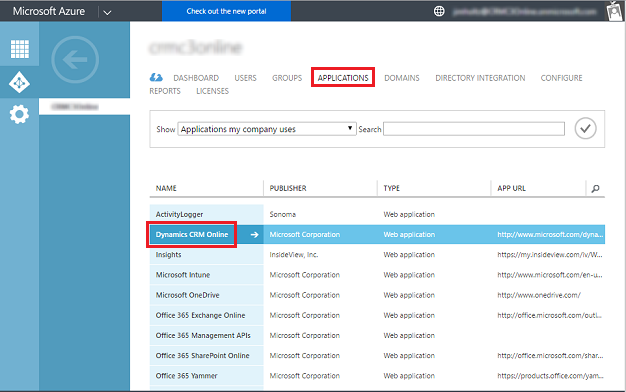 Microsoft Azure
Check out the new portal
DASHBOARD USERS GROUPS APPLICATIONS DOMAINS DIRECTORY INTEGRATION CONFIGURE
REPORTS LICENSES
Show Applications my company uses Search
NAME PUBLISHER TYPE APP URL
ActivityLogger Sonoma Web application
Dynamics CRM Online Microsoft Corporation Web application http://www.microsoft.com/dyna...
Insights InsideView, Inc. Web application https://my.insideview.com/iv/W...
Microsoft Intune Microsoft Corporation Web application http://www.microsoft.com/en-u...
Microsoft OneDrive Microsoft Corporation Web application http://www.onedrive.com/
Office 365 Exchange Online Microsoft Corporation Web application http://office.microsoft.com/outl...
Office 365 Management APIs Microsoft Corporation Web application
Office 365 SharePoint Online Microsoft Corporation Web application http://office.microsoft.com/shar...
Office 365 Yammer Microsoft Corporation Web application https://products.office.com/yam...